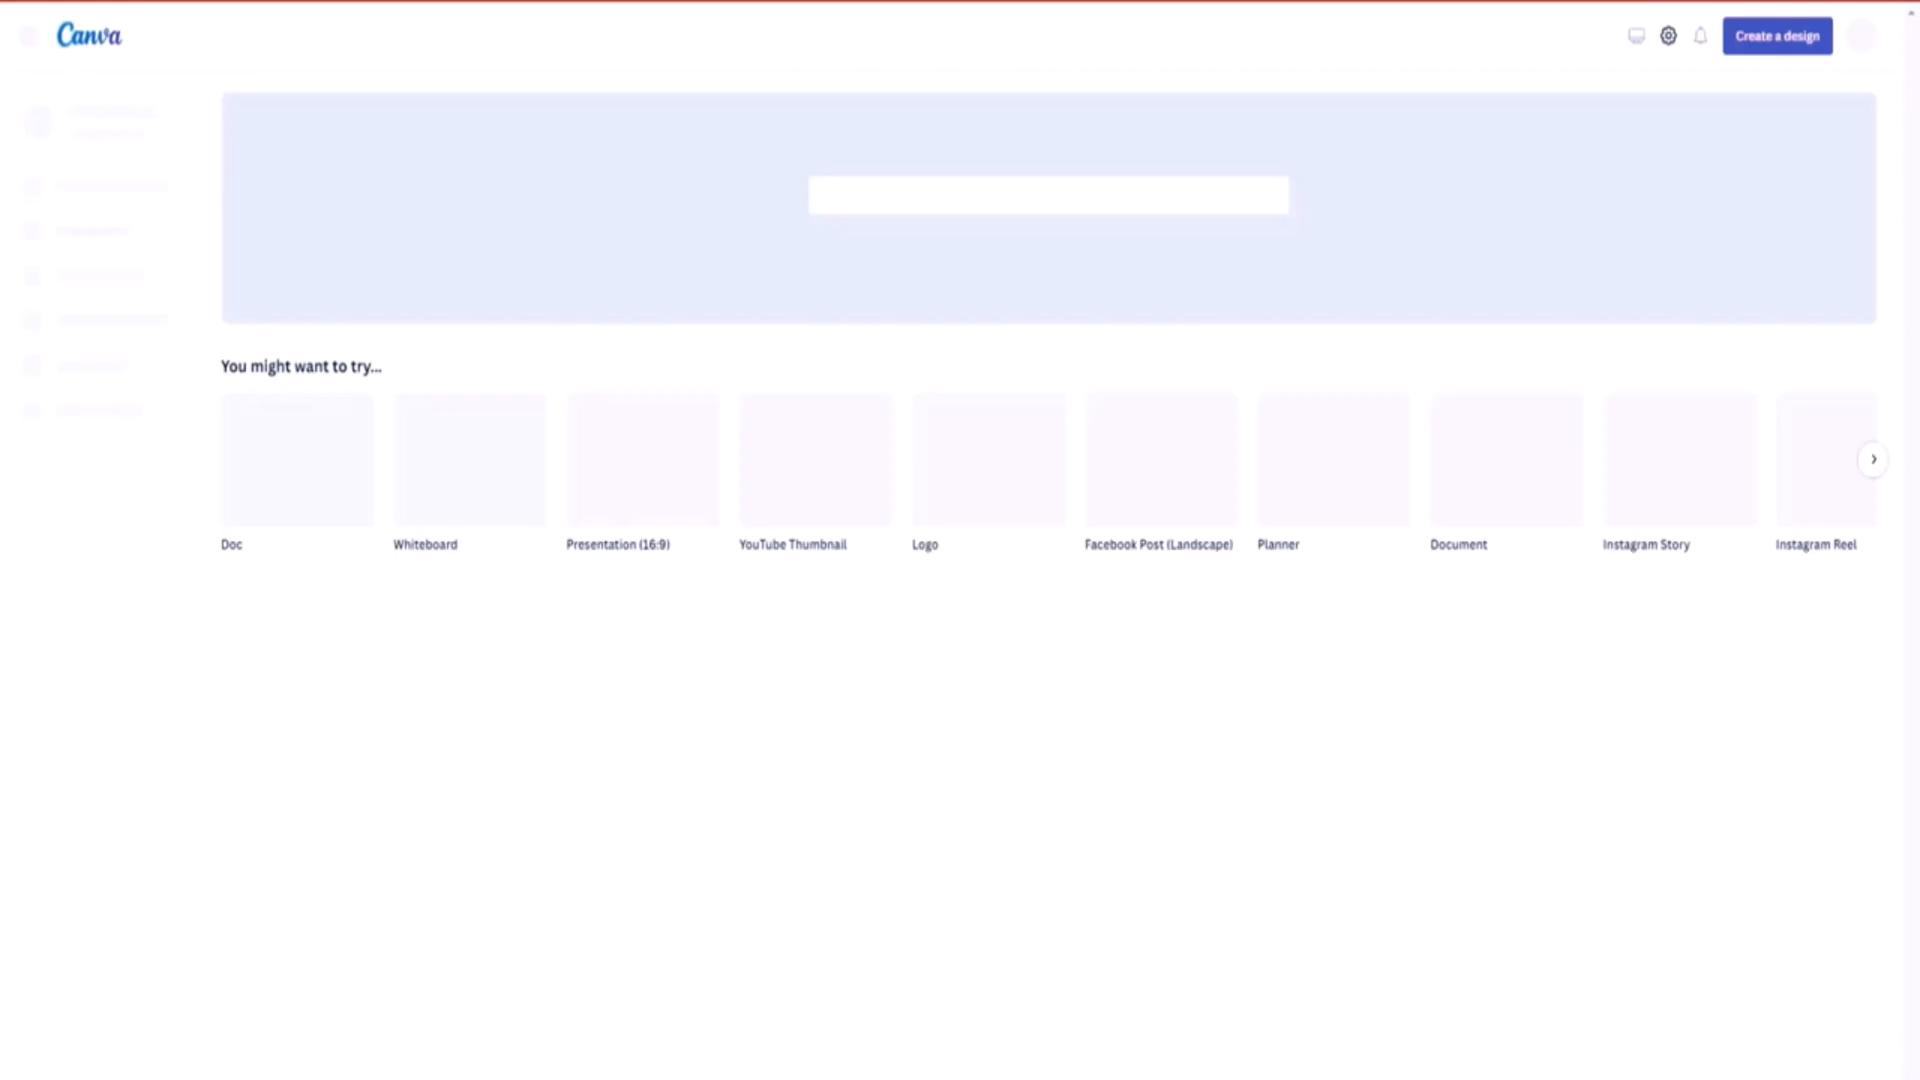 Canva
Create a design
You might want to try...
Doc
Whiteboard
Presentation (16:9)
YouTube Thumbnail
Logo
Facebook Post (Landscape)
Planner
Document
Instagram Story
Instagram Reel